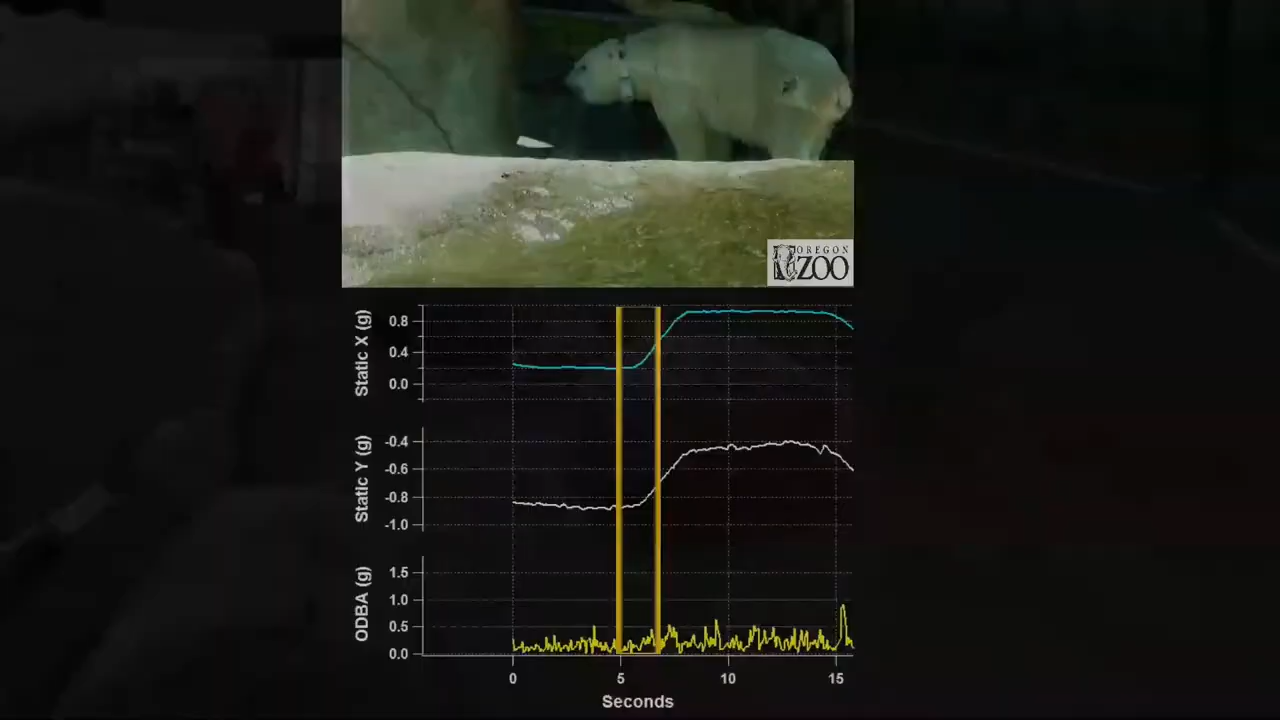 OREGON
ZOO
Static X (g)
0.8
0.4
0.0
Static Y (g)
-0.4
-0.6
-0.8
-1.0
ODBA (g)
1.5
1.0
0.5
0.0
0 5 10 15
Seconds